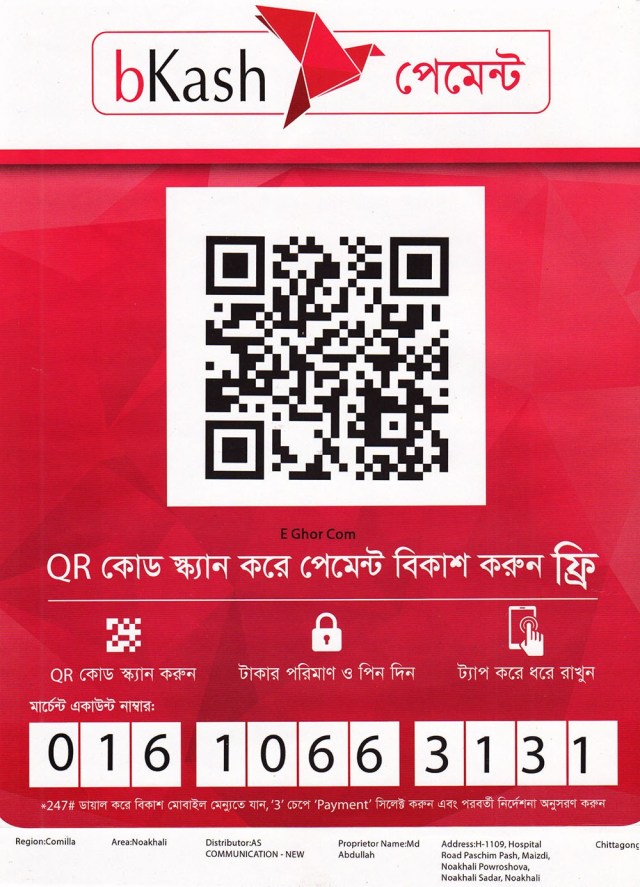 bKash পেমেন্ট
E Ghor Com
QR কোড স্ক্যান করে পেমেন্ট বিকাশ করুন ফ্রি
QR কোড স্ক্যান করুন
টাকার পরিমাণ ও পিন দিন
ট্যাপ করে ধরে রাখুন
মার্চেন্ট একাউন্ট নাম্বার:
016 1066 3131
*247# ডায়াল করে বিকাশ মোবাইল মেন্যুতে যান, ‘3’ চেপে ‘Payment’ সিলেক্ট করুন এবং পরবর্তী নির্দেশনা অনুসরণ করুন
Region:Comilla
Area:Noakhali
Distributor:AS
COMMUNICATION - NEW
Proprietor Name:Md
Abdullah
Address:H-1109, Hospital
Road Paschim Pash, Maizdi,
Noakhali Powroshova,
Noakhali Sadar, Noakhali
Chittagong